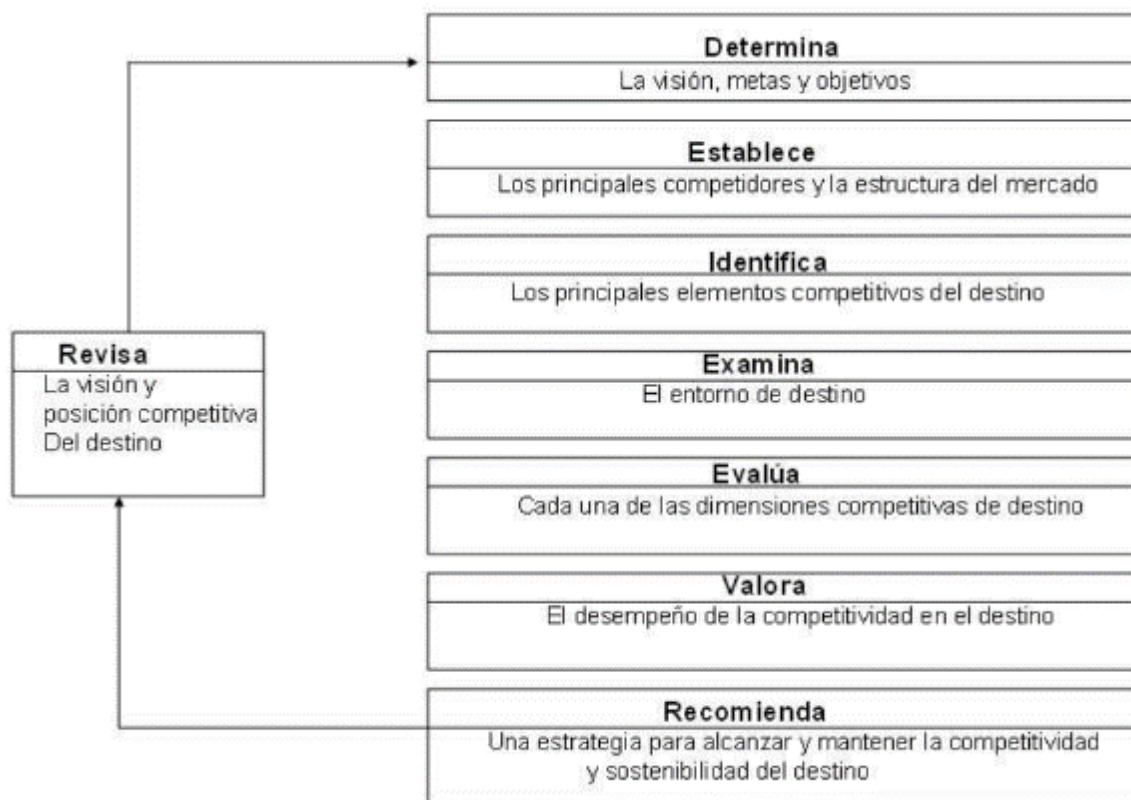 Determina
La visión, metas y objetivos
Establece
Los principales competidores y la estructura del mercado
Identifica
Los principales elementos competitivos del destino
Examina
El entorno de destino
Evalúa
Cada una de las dimensiones competitivas de destino
Valora
El desempeño de la competitividad en el destino
Recomienda
Una estrategia para alcanzar y mantener la competitividad
y sostenibilidad del destino
Revisa
La visión y
posición competitiva
Del destino